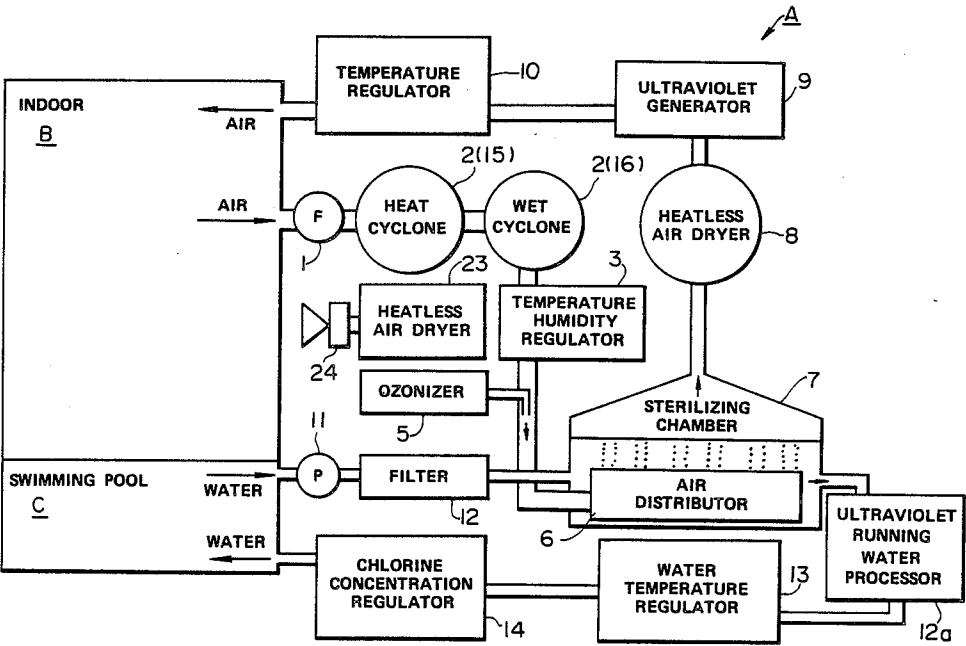 A
TEMPERATURE
REGULATOR
10
ULTRAVIOLET
GENERATOR
9
INDOOR
B
AIR
2(15)
2(16)
AIR
F
1
HEAT
CYCLONE
WET
CYCLONE
HEATLESS
AIR DRYER
8
23
3
HEATLESS
AIR DRYER
24
TEMPERATURE
HUMIDITY
REGULATOR
OZONIZER
5
7
STERILIZING
CHAMBER
11
SWIMMING POOL
C
WATER
P
FILTER
12
AIR
DISTRIBUTOR
6
ULTRAVIOLET
RUNNING
WATER
PROCESSOR
12a
WATER
CHLORINE
CONCENTRATION
REGULATOR
14
WATER
TEMPERATURE
REGULATOR
13